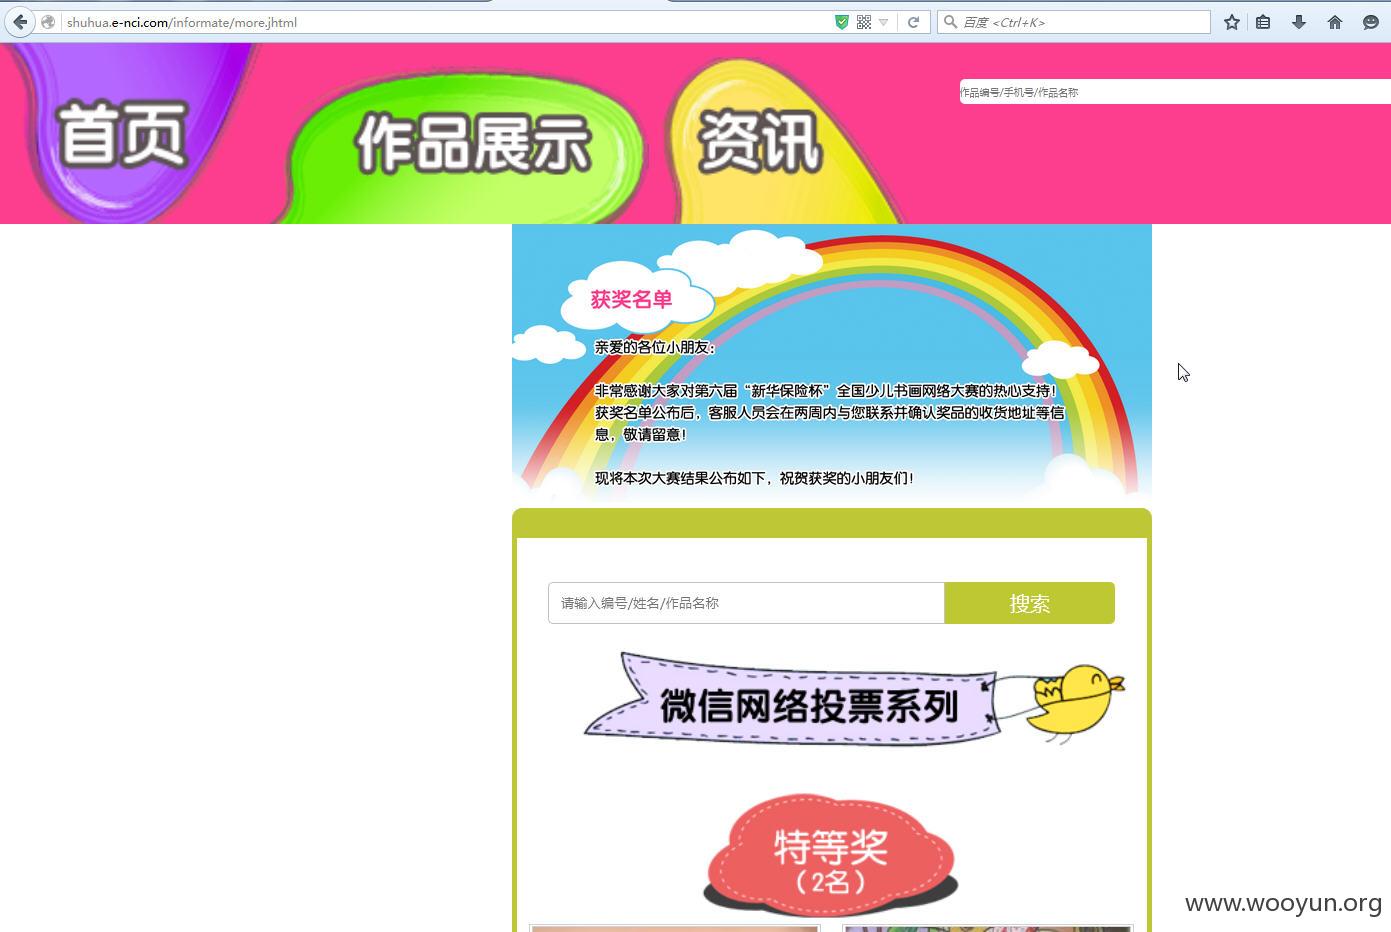 shuhua.e-nci.com/informate/more.jhtml
百度 <Ctrl+K>
首页
作品展示
资讯
作品编号/手机号/作品名称
获奖名单
亲爱的各位小朋友：
非常感谢大家对第六届“新华保险杯”全国少儿书画网络大赛的热心支持！
获奖名单公布后，客服人员会在两周内与您联系并确认奖品的收货地址等信
息，敬请留意！
现将本次大赛结果公布如下，祝贺获奖的小朋友们！
请输入编号/姓名/作品名称
搜索
微信网络投票系列
特等奖
（2名）
www.wooyun.org